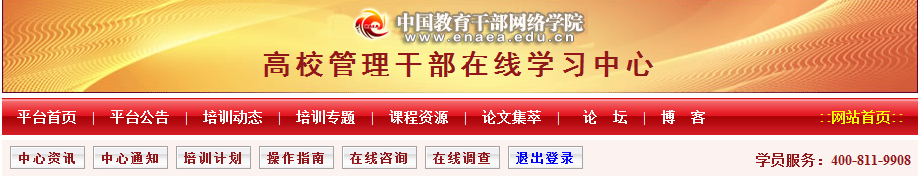 中国教育干部网络学院
www.enaea.edu.cn
高校管理干部在线学习中心
平台首页 | 平台公告 | 培训动态 | 培训专题 | 课程资源 | 论文集萃 | 论 坛 | 博 客 ::网站首页::
中心资讯 中心通知 培训计划 操作指南 在线咨询 在线调查 退出登录 学员服务：400-811-9908